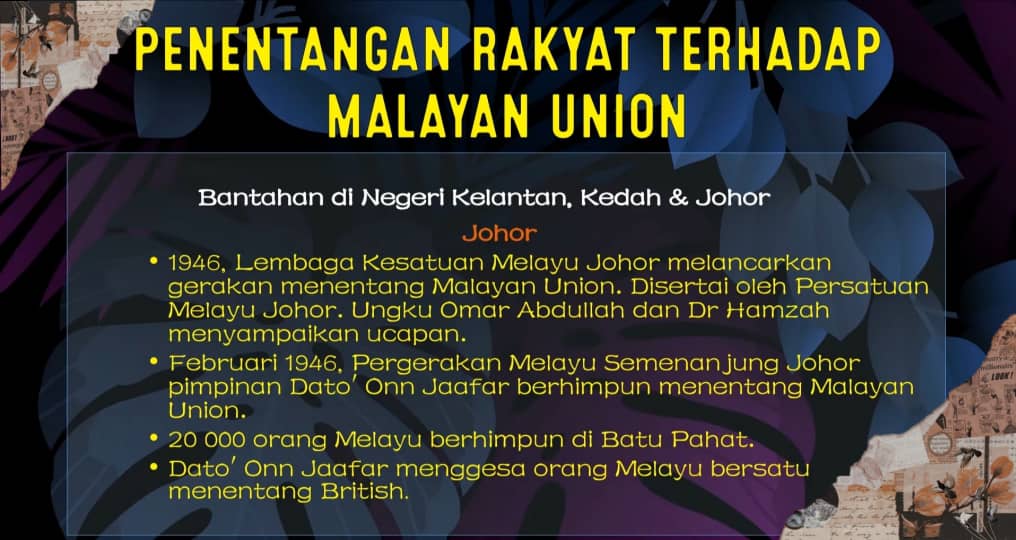 PENENTANGAN RAKYAT TERHADAP
MALAYAN UNION
Bantahan di Negeri Kelantan, Kedah & Johor
Johor
• 1946, Lembaga Kesatuan Melayu Johor melancarkan
gerakan menentang Malayan Union. Disertai oleh Persatuan
Melayu Johor. Ungku Omar Abdullah dan Dr Hamzah
menyampaikan ucapan.
• Februari 1946, Pergerakan Melayu Semenanjung Johor
pimpinan Dato' Onn Jaafar berhimpun menentang Malayan
Union.
• 20 000 orang Melayu berhimpun di Batu Pahat.
• Dato' Onn Jaafar menggesa orang Melayu bersatu
menentang British.
LOOK!